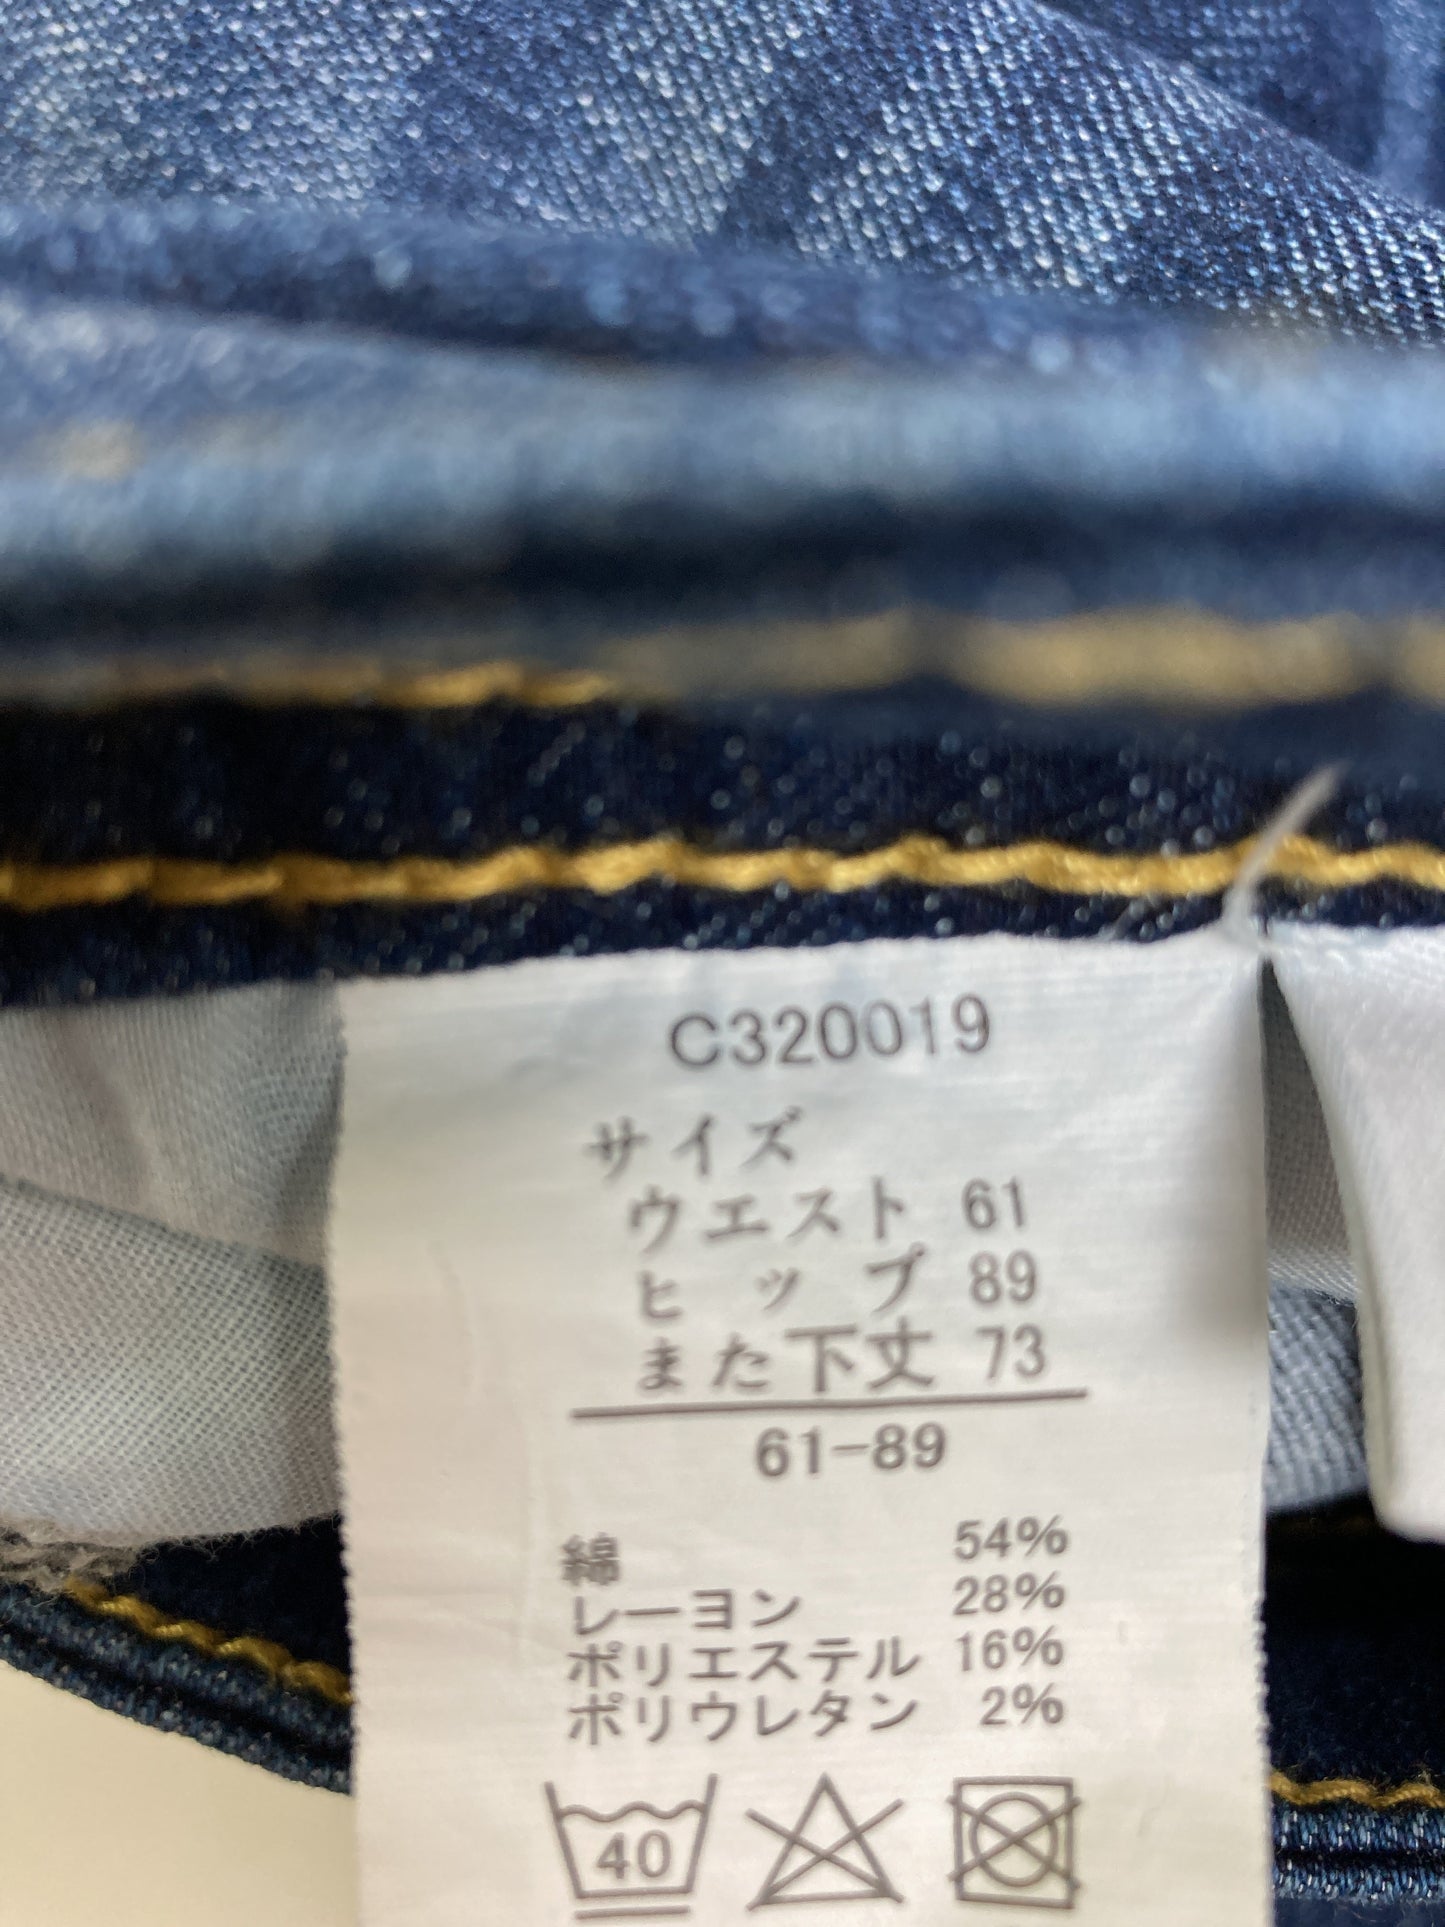 C320019
サイズ
ウエスト 61
ヒップ 89
また下丈 73
61-89
綿 54%
レーヨン 28%
ポリエステル 16%
ポリウレタン 2%
40